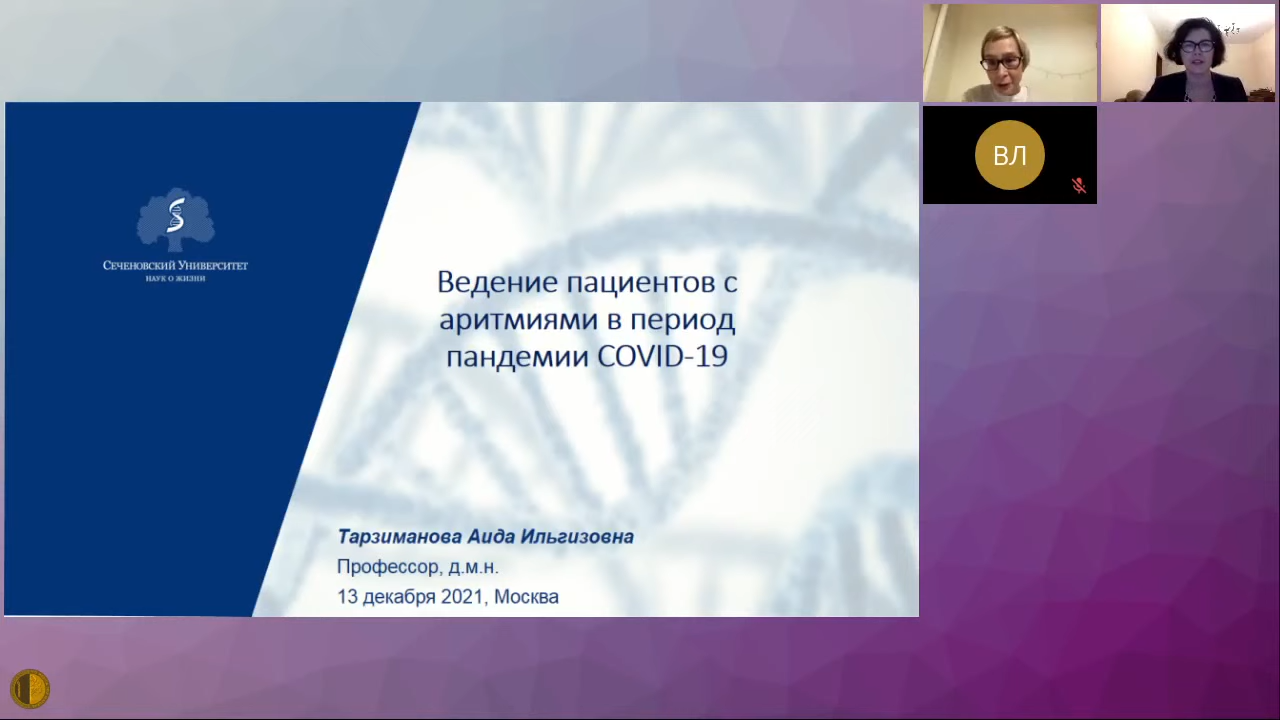 ВЛ
Сеченовский Университет
наук о жизни
Ведение пациентов с
аритмиями в период
пандемии COVID-19
Тарзиманова Аида Ильгизовна
Профессор, д.м.н.
13 декабря 2021, Москва